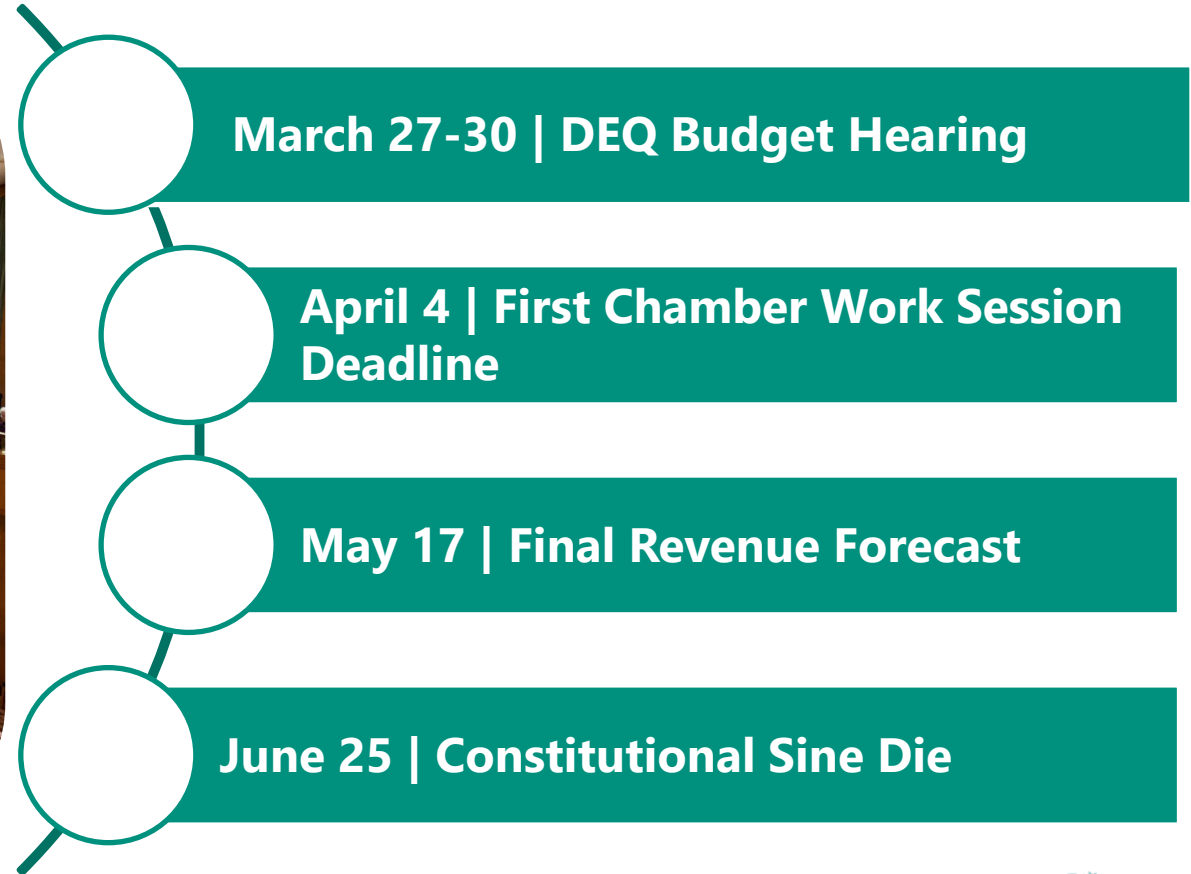 March 27-30 | DEQ Budget Hearing
April 4 | First Chamber Work Session
Deadline
May 17 | Final Revenue Forecast
June 25 | Constitutional Sine Die